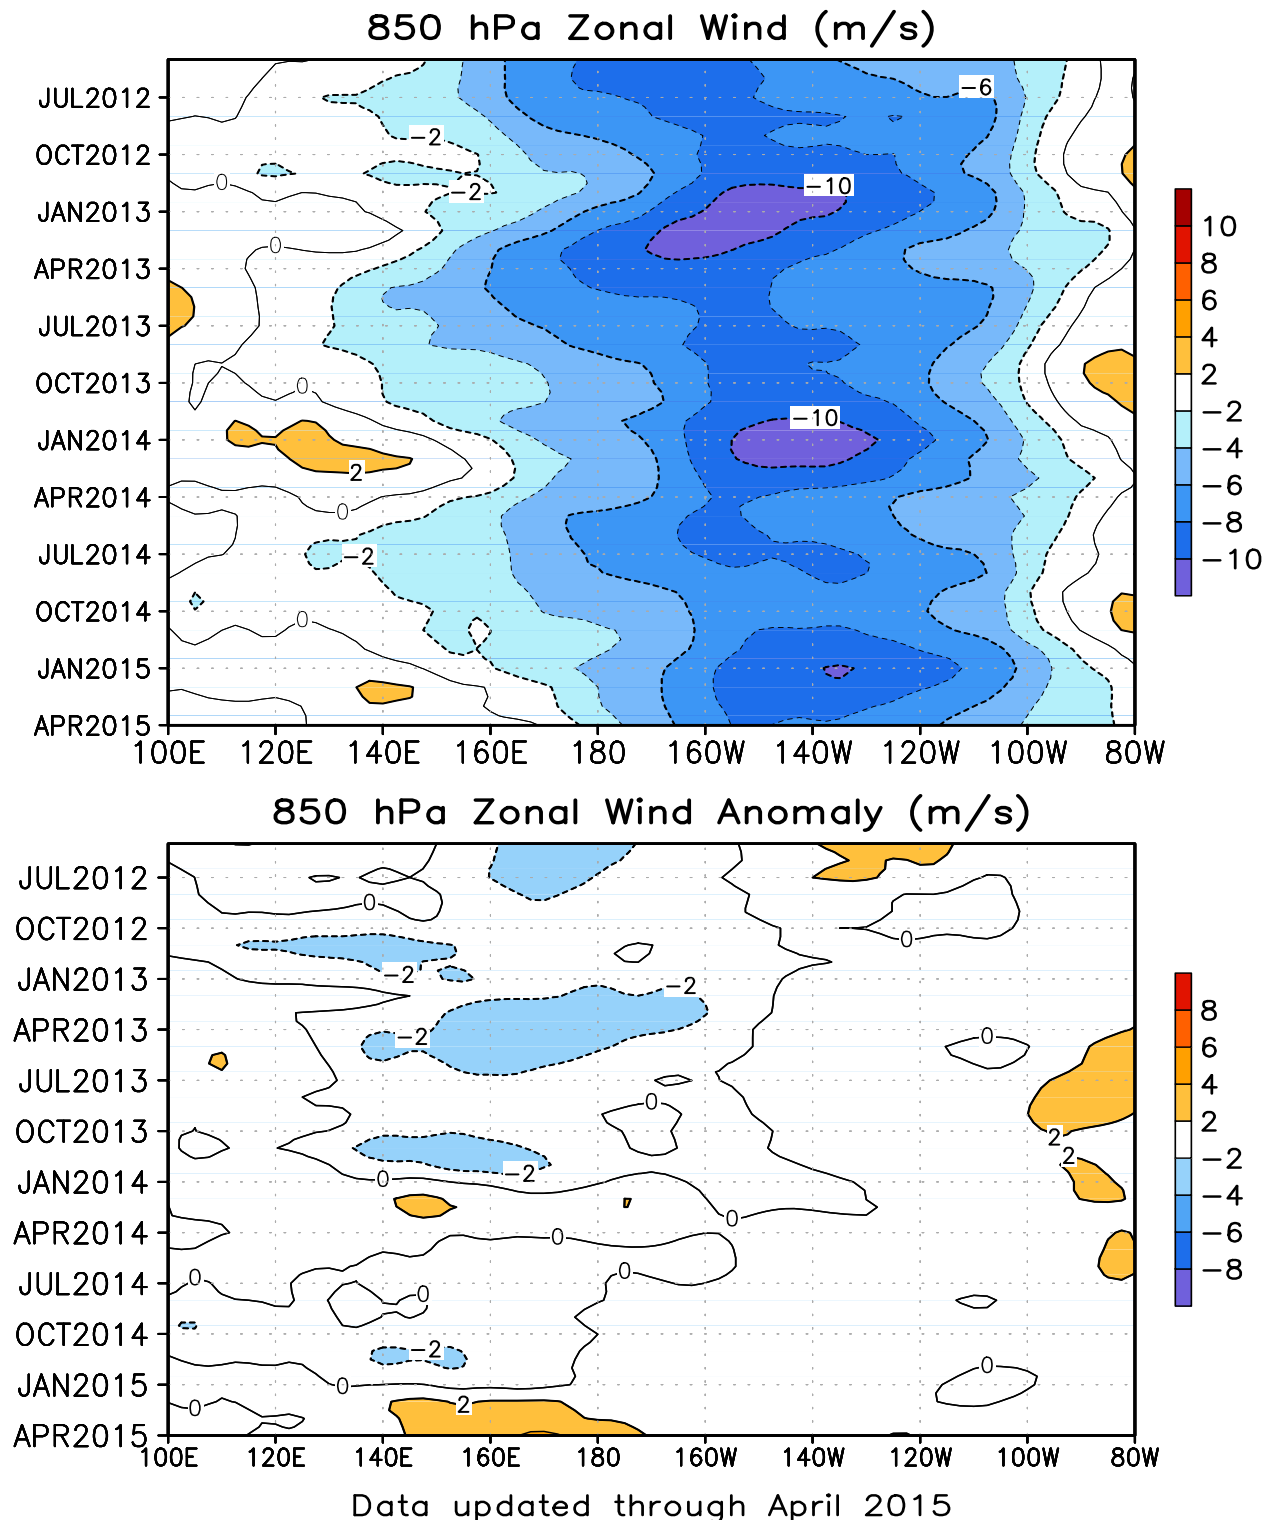 850 hPa Zonal Wind (m/s)
JUL2012
OCT2012
JAN2013
APR2013
JUL2013
OCT2013
JAN2014
APR2014
JUL2014
OCT2014
JAN2015
APR2015
−6
−2
0
−2
−10
0
0
−10
2
0
−2
0
100E 120E 140E 160E 180 160W 140W 120W 100W 80W
10
8
6
4
2
−2
−4
−6
−8
−10
850 hPa Zonal Wind Anomaly (m/s)
JUL2012
OCT2012
JAN2013
APR2013
JUL2013
OCT2013
JAN2014
APR2014
JUL2014
OCT2014
JAN2015
APR2015
0
0
−2
−2
−2
0
0
2
2
−2
0
0
0
0
0
0
−2
0
0
0
2
100E 120E 140E 160E 180 160W 140W 120W 100W 80W
8
6
4
2
−2
−4
−6
−8
Data updated through April 2015